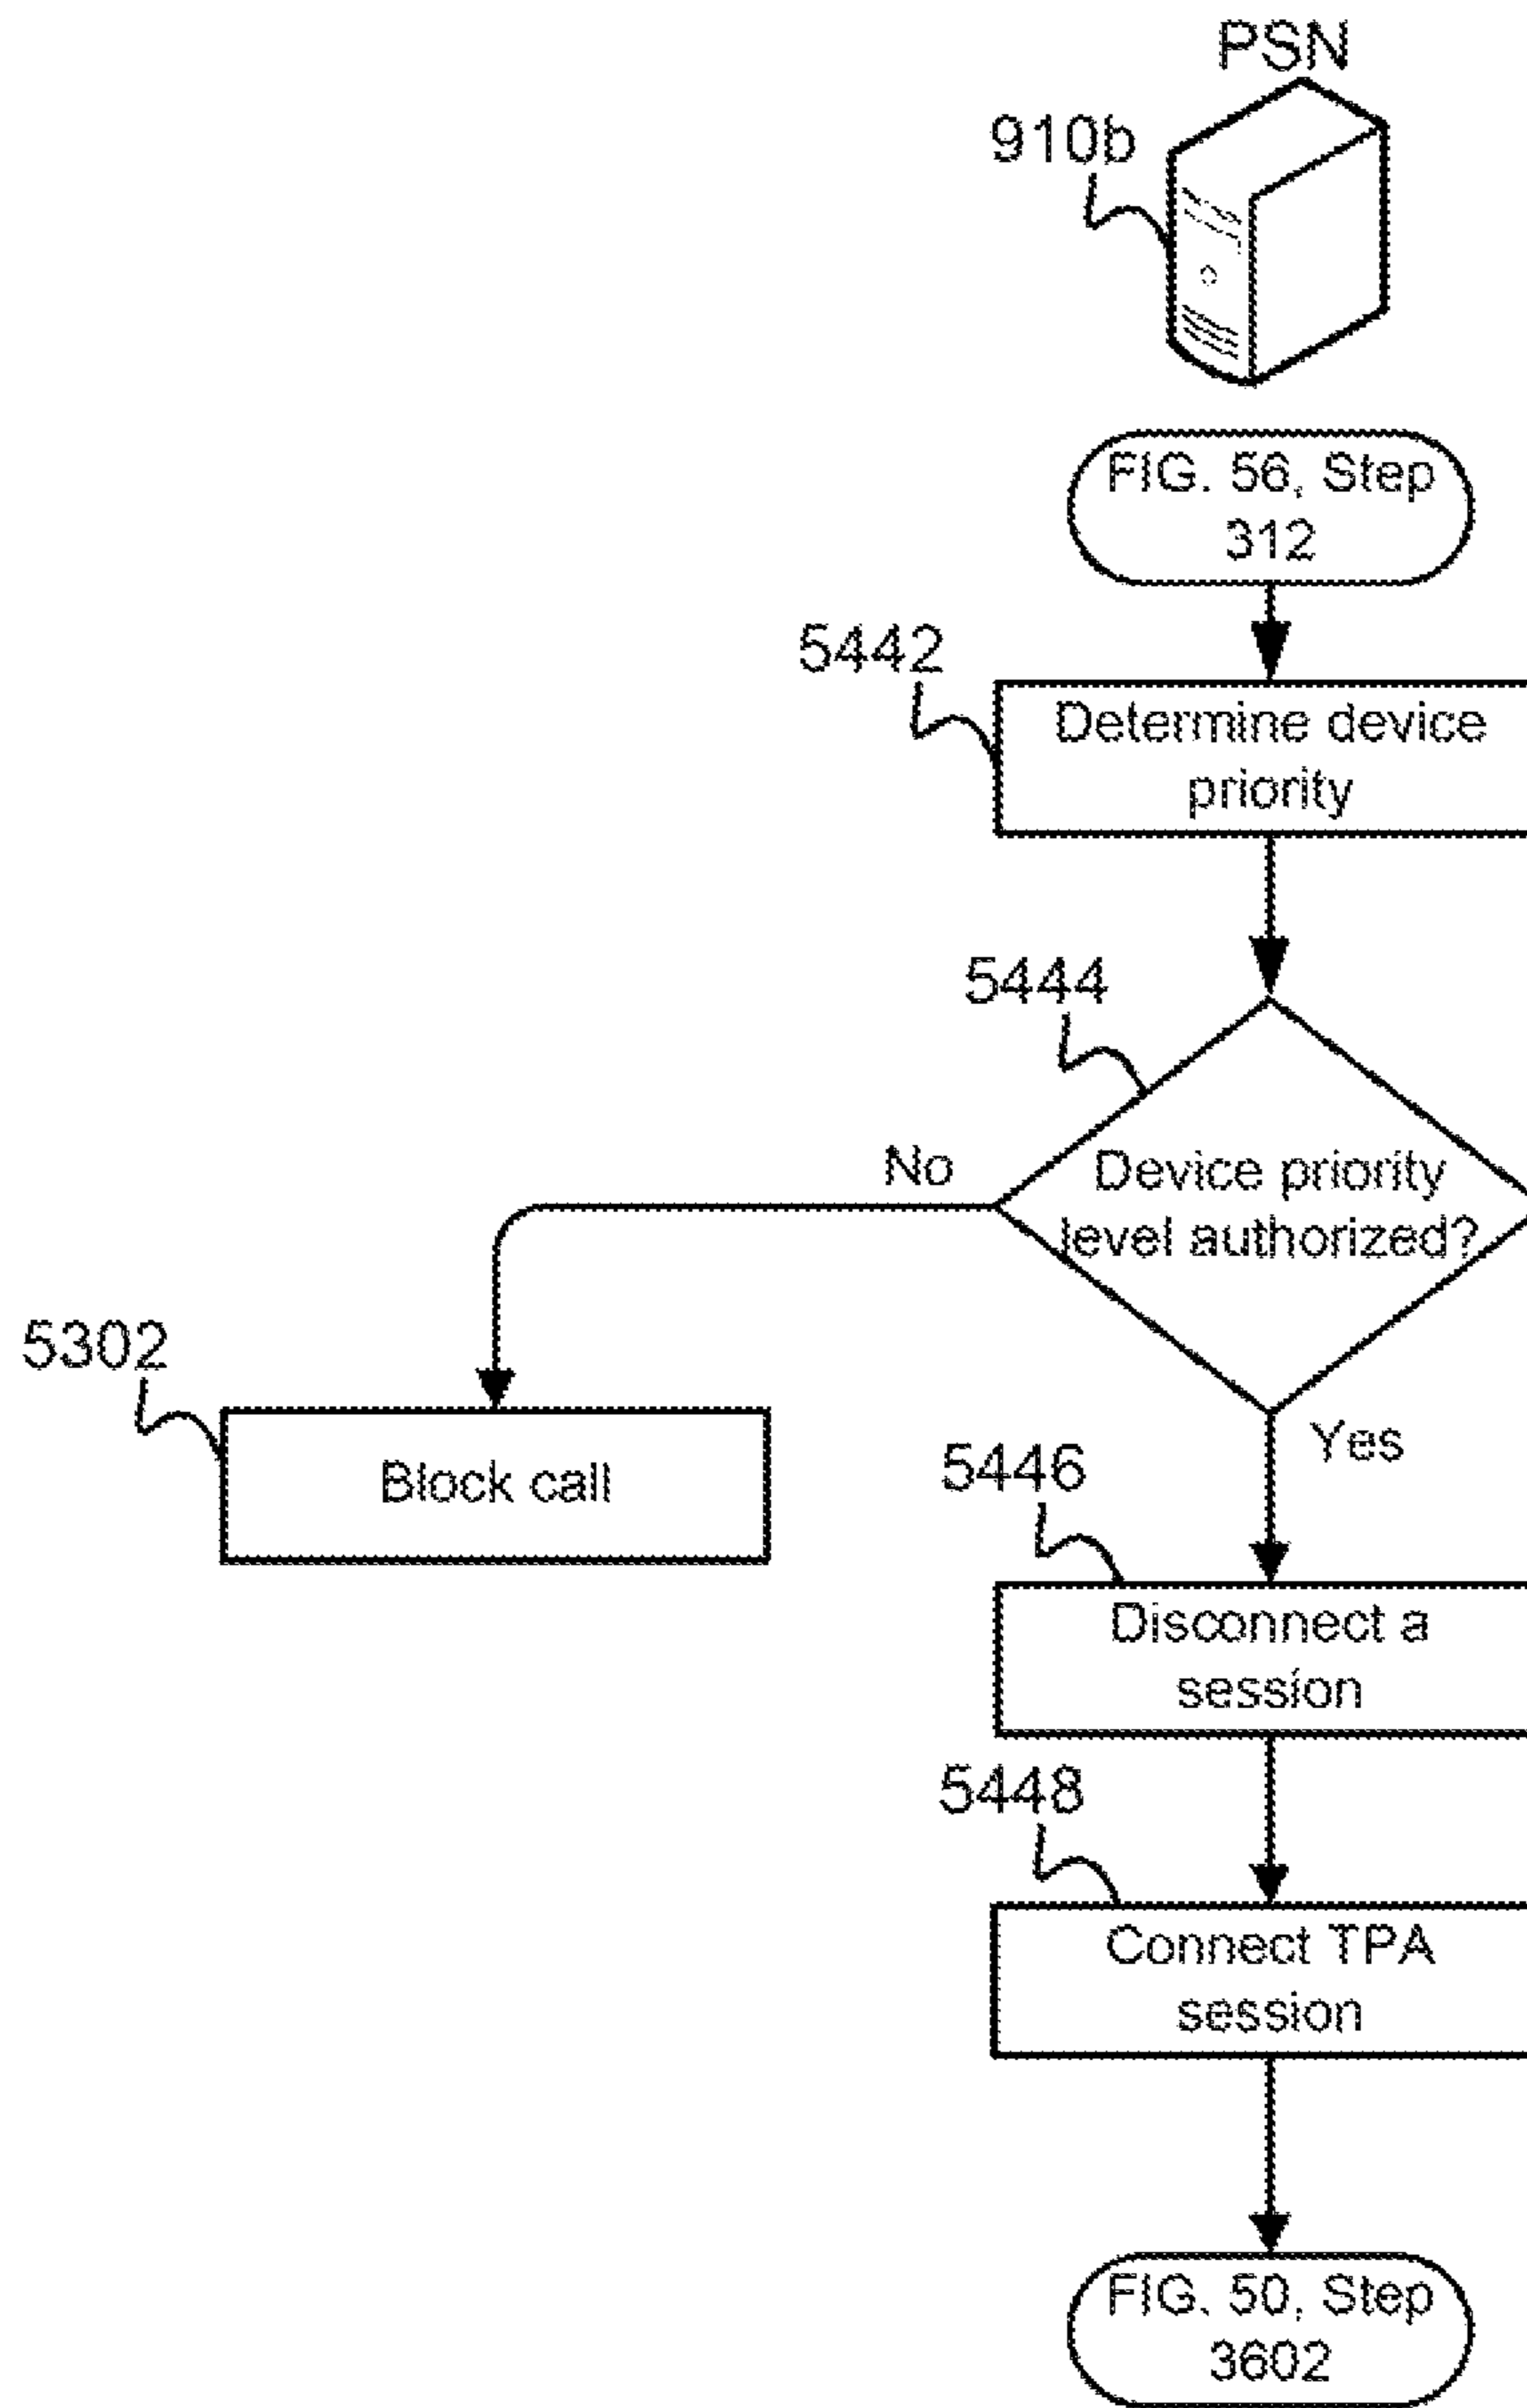 PSN
910b
FIG. 56, Step
312
5442
Determine device
priority
5444
No
Device priority
level authorized?
5302
Block call
Yes
5446
Disconnect a
session
5448
Connect TPA
session
FIG. 50, Step
3602